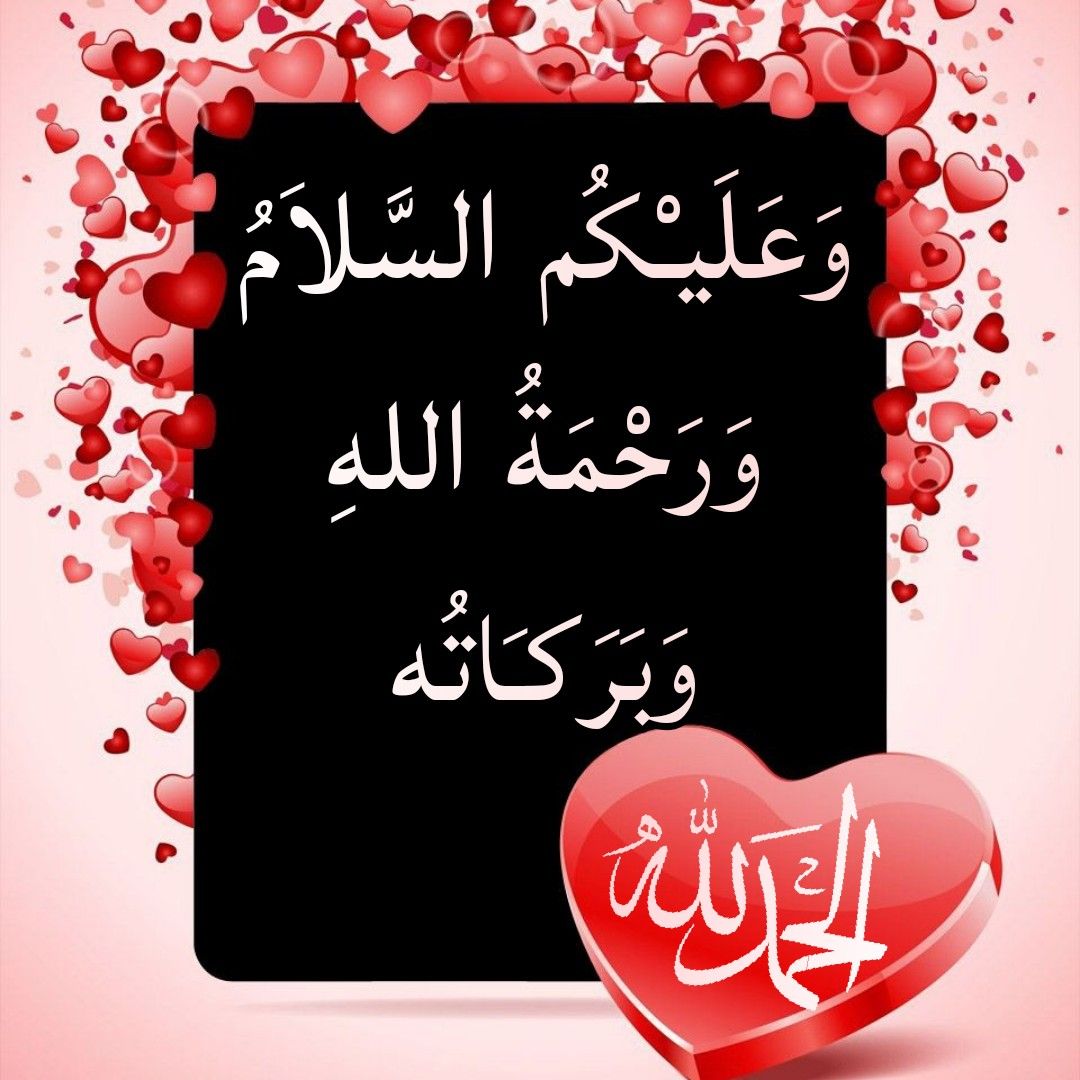 وَعَلَيْكُم السَّلاَمُ
وَرَحْمَةُ اللهِ
وَبَرَكَاتُه
الحمد لله